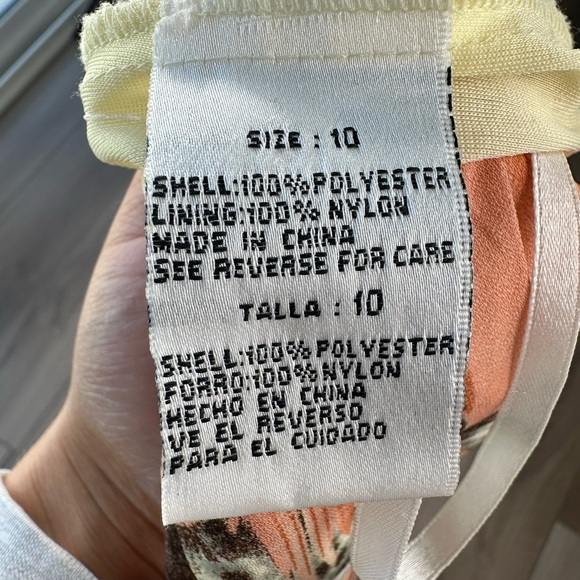 SIZE : 10
SHELL:100% POLYESTER
LINING:100% NYLON
MADE IN CHINA
SEE REVERSE FOR CARE
TALLA : 10
SHELL:100% POLYESTER
FORRO:100% NYLON
HECHO EN CHINA
VE EL REVERSO
PARA EL CUIDADO